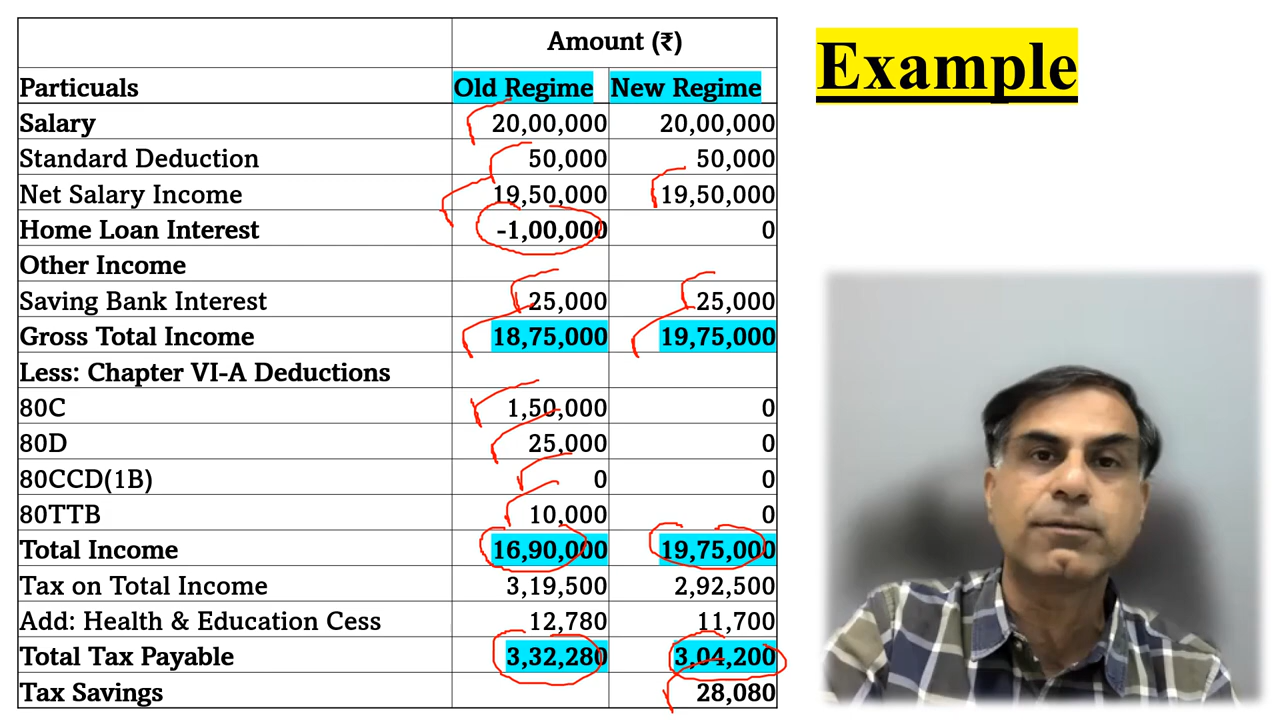 Amount (₹)
Example
Particuals Old Regime New Regime
Salary 20,00,000 20,00,000
Standard Deduction 50,000 50,000
Net Salary Income 19,50,000 19,50,000
Home Loan Interest -1,00,000 0
Other Income
Saving Bank Interest 25,000 25,000
Gross Total Income 18,75,000 19,75,000
Less: Chapter VI-A Deductions
80C 1,50,000 0
80D 25,000 0
80CCD(1B) 0 0
80TTB 10,000 0
Total Income 16,90,000 19,75,000
Tax on Total Income 3,19,500 2,92,500
Add: Health & Education Cess 12,780 11,700
Total Tax Payable 3,32,280 3,04,200
Tax Savings 28,080